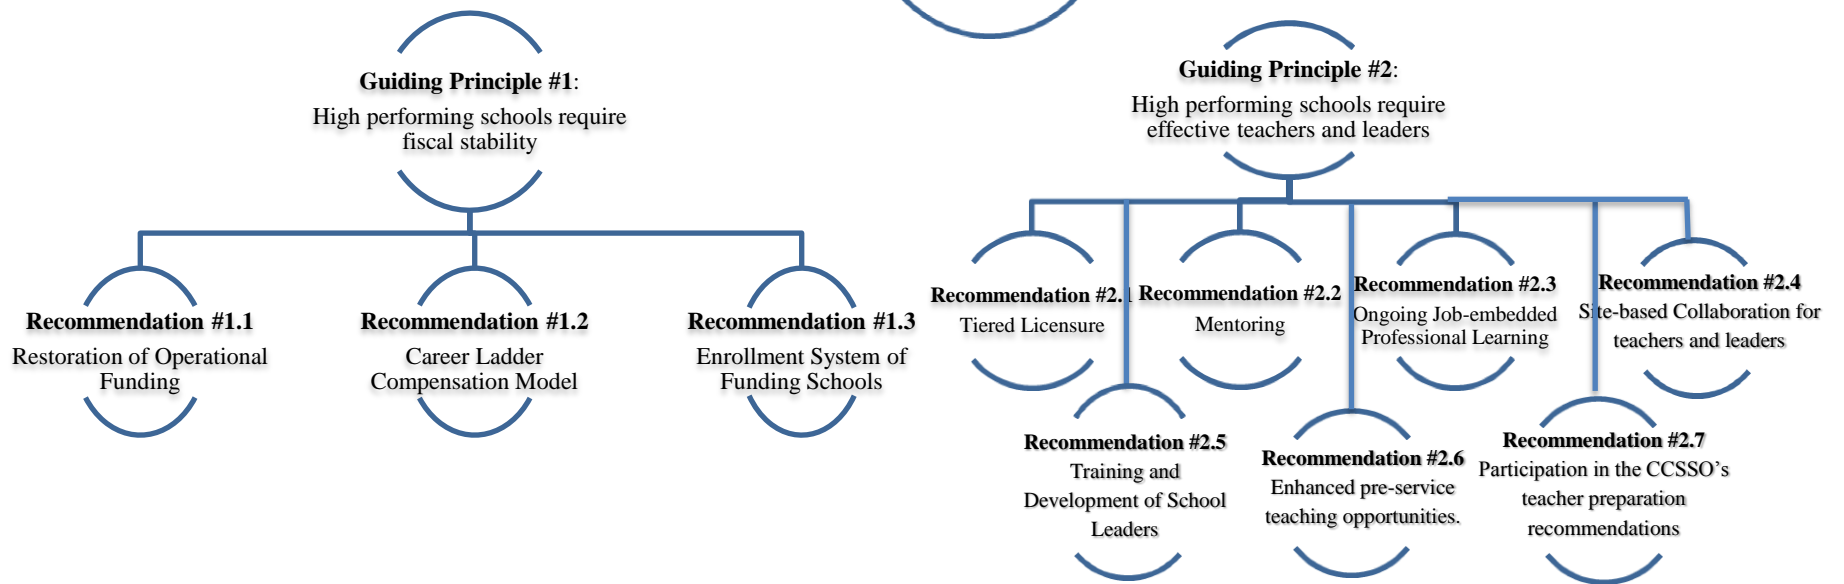 Guiding Principle #1:
High performing schools require
fiscal stability
Recommendation #1.1
Restoration of Operational
Funding
Recommendation #1.2
Career Ladder
Compensation Model
Recommendation #1.3
Enrollment System of
Funding Schools
Guiding Principle #2:
High performing schools require
effective teachers and leaders
Recommendation #2.1
Tiered Licensure
Recommendation #2.2
Mentoring
Recommendation #2.3
Ongoing Job-embedded
Professional Learning
Recommendation #2.4
Site-based Collaboration for
teachers and leaders
Recommendation #2.5
Training and
Development of School
Leaders
Recommendation #2.6
Enhanced pre-service
teaching opportunities.
Recommendation #2.7
Participation in the CCSSO’s
teacher preparation
recommendations